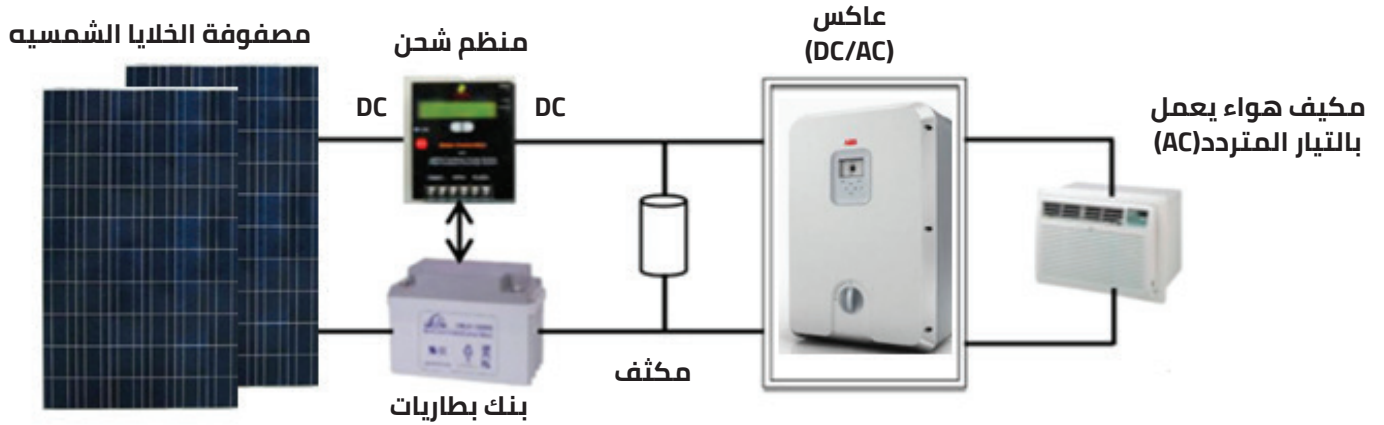 مصفوفة الخلايا الشمسيه
منظم شحن
عاكس
(DC/AC)
DC
DC
مكيف هواء يعمل
بالتيار المتردد(AC)
مكثف
بنك بطاريات